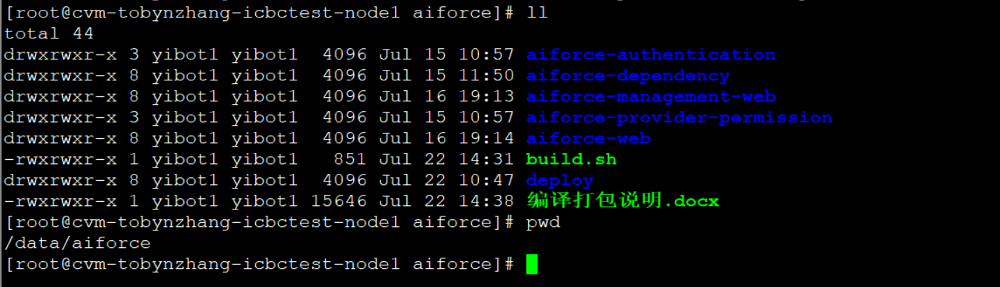 [root@cvm-tobynzhang-icbctest-node1 aiforce]# ll
total 44
drwxrwxr-x 3 yibot1 yibot1  4096 Jul 15 10:57 aiforce-authentication
drwxrwxr-x 8 yibot1 yibot1  4096 Jul 15 11:50 aiforce-dependency
drwxrwxr-x 8 yibot1 yibot1  4096 Jul 16 19:13 aiforce-management-web
drwxrwxr-x 3 yibot1 yibot1  4096 Jul 15 10:57 aiforce-provider-permission
drwxrwxr-x 8 yibot1 yibot1  4096 Jul 16 19:14 aiforce-web
-rwxrwxr-x 1 yibot1 yibot1   851 Jul 22 14:31 build.sh
drwxrwxr-x 8 yibot1 yibot1  4096 Jul 22 10:47 deploy
-rwxrwxr-x 1 yibot1 yibot1 15646 Jul 22 14:38 编译打包说明.docx
[root@cvm-tobynzhang-icbctest-node1 aiforce]# pwd
/data/aiforce
[root@cvm-tobynzhang-icbctest-node1 aiforce]#